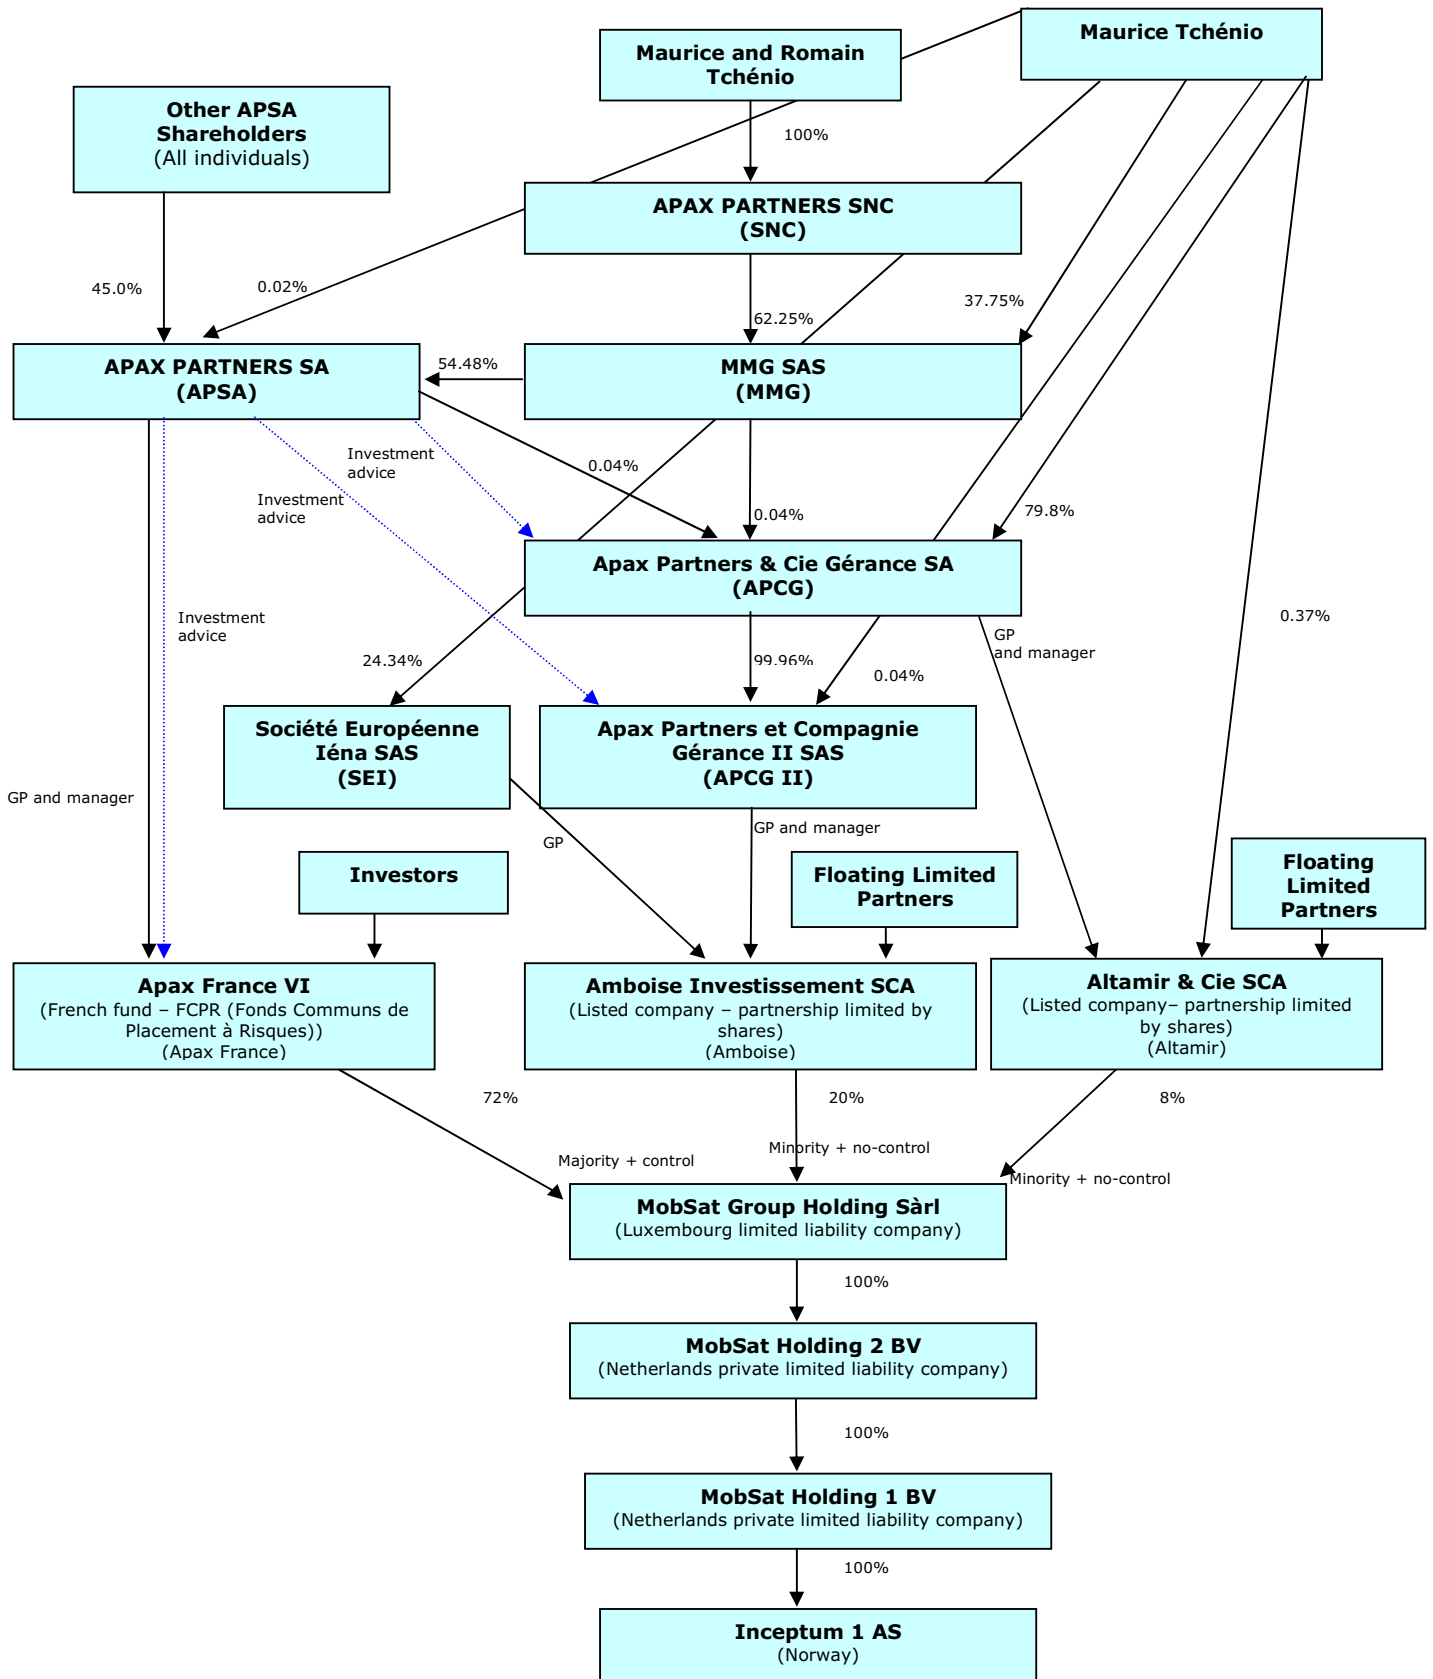 Maurice Tchénio
Maurice and Romain
Tchénio
Other APSA
Shareholders
(All individuals)
100%
APAX PARTNERS SNC
(SNC)
45.0%
0.02%
62.25%
37.75%
APAX PARTNERS SA
(APSA)
54.48%
MMG SAS
(MMG)
Investment
advice
0.04%
Investment
advice
0.04%
79.8%
Apax Partners & Cie Gérance SA
(APCG)
Investment
advice
0.37%
GP
and manager
24.34%
99.96%
0.04%
Société Européenne
Iéna SAS
(SEI)
Apax Partners et Compagnie
Gérance II SAS
(APCG II)
GP and manager
GP
GP and manager
Investors
Floating Limited
Partners
Floating
Limited
Partners
Apax France VI
(French fund – FCPR (Fonds Communs de
Placement à Risques))
(Apax France)
Amboise Investissement SCA
(Listed company – partnership limited by
shares)
(Amboise)
Altamir & Cie SCA
(Listed company– partnership limited
by shares)
(Altamir)
72%
20%
8%
Majority + control
Minority + no-control
Minority + no-control
MobSat Group Holding Sàrl
(Luxembourg limited liability company)
100%
MobSat Holding 2 BV
(Netherlands private limited liability company)
100%
MobSat Holding 1 BV
(Netherlands private limited liability company)
100%
Inceptum 1 AS
(Norway)